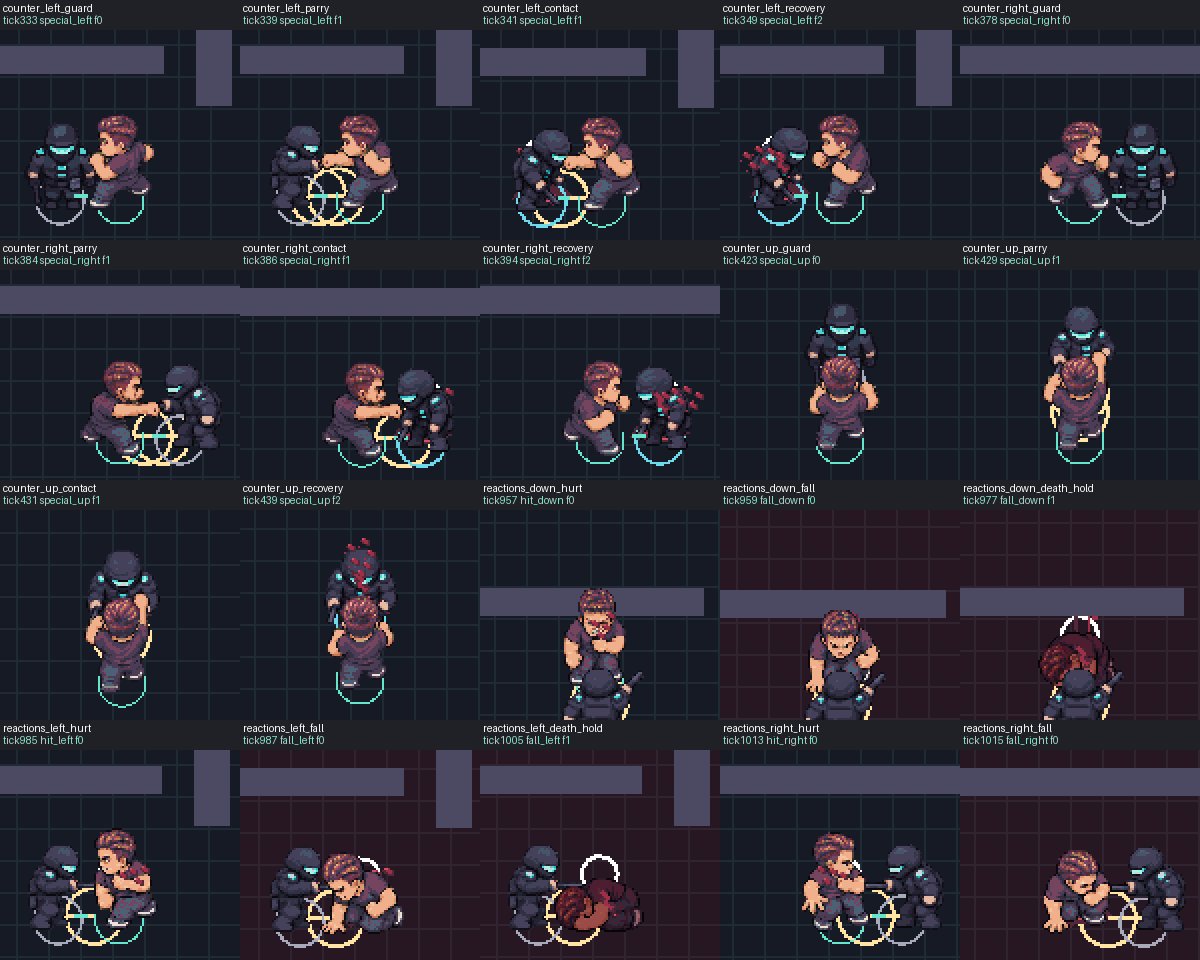 counter_left_guard
tick333 special_left f0
counter_left_parry
tick339 special_left f1
counter_left_contact
tick341 special_left f1
counter_left_recovery
tick349 special_left f2
counter_right_guard
tick378 special_right f0
counter_right_parry
tick384 special_right f1
counter_right_contact
tick386 special_right f1
counter_right_recovery
tick394 special_right f2
counter_up_guard
tick423 special_up f0
counter_up_parry
tick429 special_up f1
counter_up_contact
tick431 special_up f1
counter_up_recovery
tick439 special_up f2
reactions_down_hurt
tick957 hit_down f0
reactions_down_fall
tick959 fall_down f0
reactions_down_death_hold
tick977 fall_down f1
reactions_left_hurt
tick985 hit_left f0
reactions_left_fall
tick987 fall_left f0
reactions_left_death_hold
tick1005 fall_left f1
reactions_right_hurt
tick1013 hit_right f0
reactions_right_fall
tick1015 fall_right f0